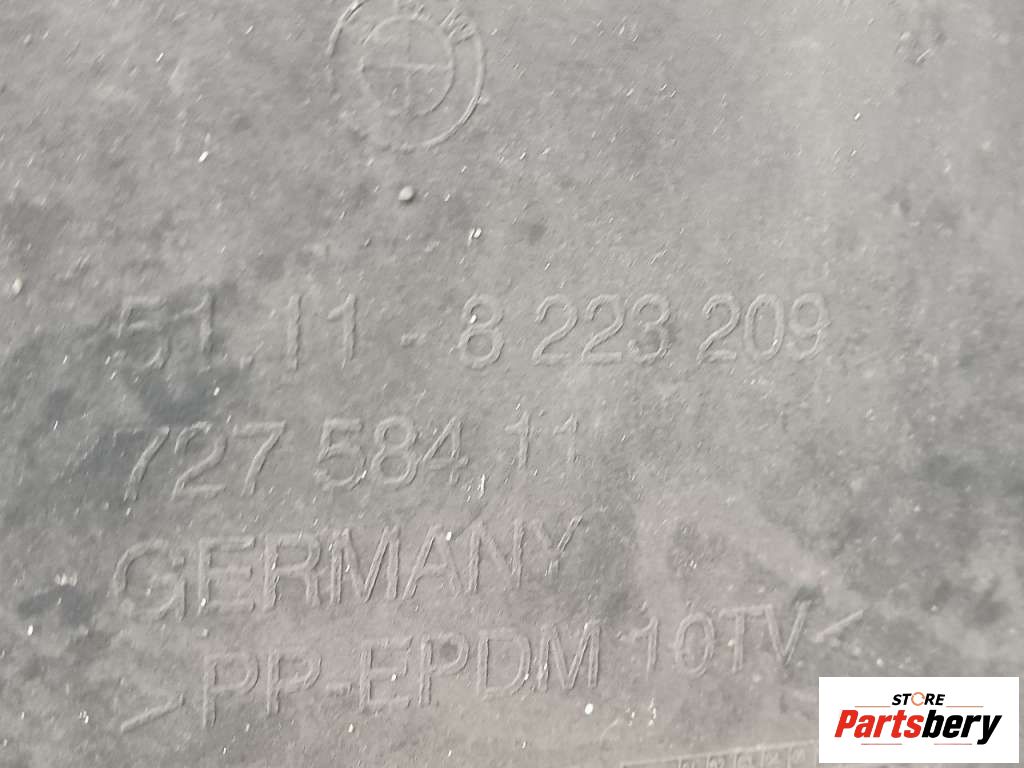 51.11-8 223 209
727 584 11
GERMANY
>PP-EPDM 10TV<
STORE
Partsbery